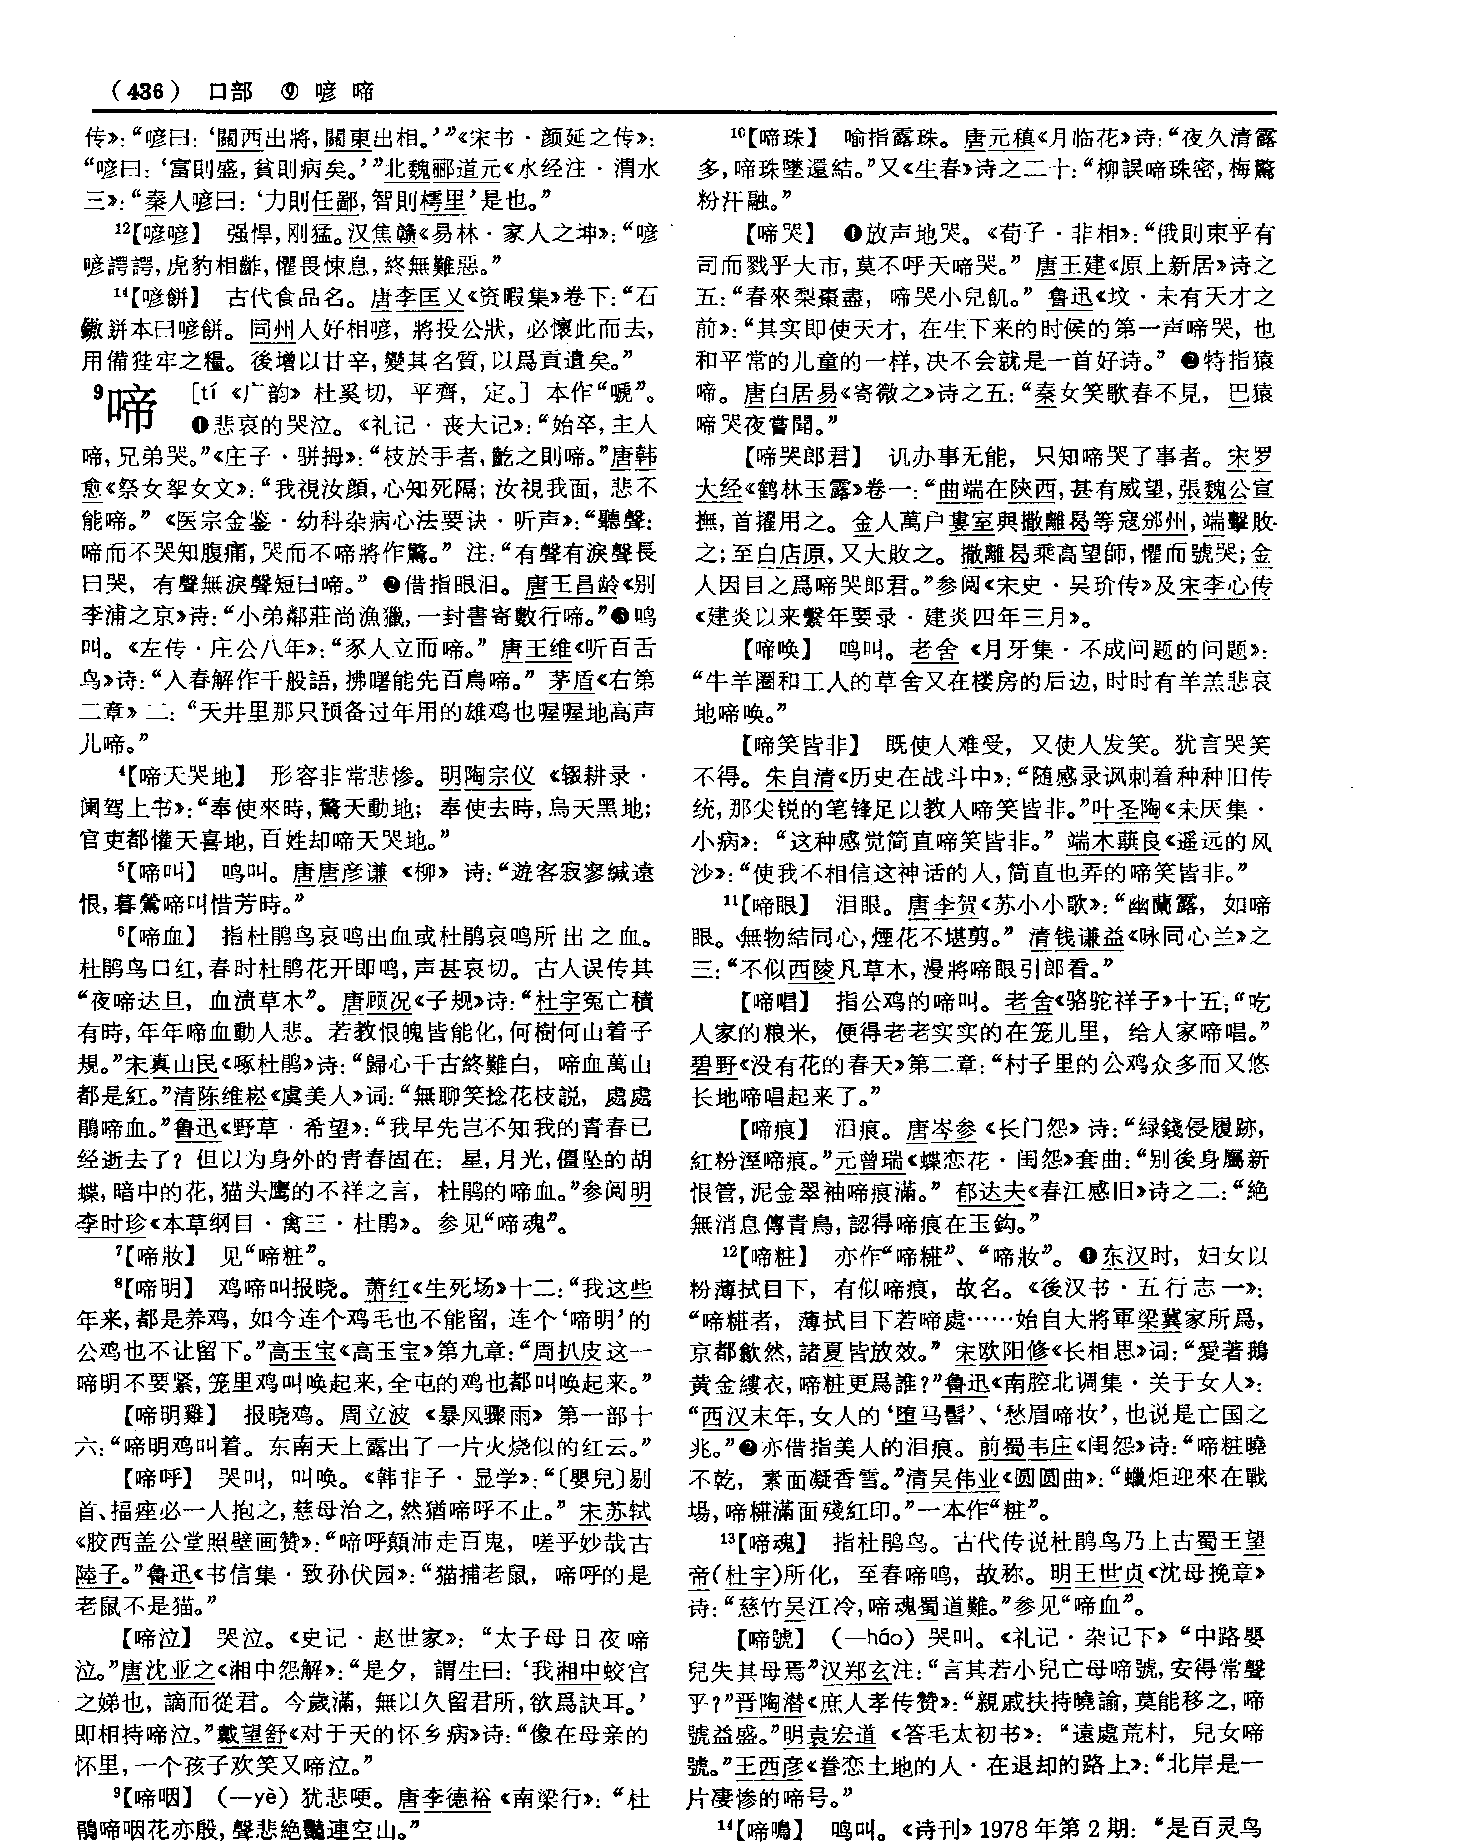 （436） 口部 ⑨ 喭 啼
传》：“喭曰：‘關西出將，關東出相。’”《宋书·颜延之传》：
“喭曰：‘富則盛，貧則病矣。’”北魏郦道元《水经注·渭水
三》：“秦人喭曰：‘力則任鄙，智則樗里’是也。”
12【喭喭】 强悍，刚猛。汉焦赣《易林·家人之坤》：“喭
喭諤諤，虎豹相齚，懼畏悚息，終無難惡。”
14【喭餅】 古代食品名。唐李匡乂《资暇集》卷下：“石
鏉餅本曰喭餅。同州人好相喭，將投公狀，必懷此而去，
用備狴牢之糧。後增以甘辛，變其名質，以爲貢遺矣。”
9啼 ［tí 《广韵》 杜奚切，平齊，定。］ 本作“嗁”。
❶悲哀的哭泣。《礼记·丧大记》：“始卒，主人
啼，兄弟哭。”《庄子·骈拇》：“枝於手者，齕之則啼。”唐韩
愈《祭女挐女文》：“我視汝顔，心知死隔；汝視我面，悲不
能啼。”《医宗金鉴·幼科杂病心法要诀·听声》：“聽聲：
啼而不哭知腹痛，哭而不啼將作驚。” 注：“有聲有淚聲長
曰哭，有聲無淚聲短曰啼。” ❷借指眼泪。唐王昌龄《别
李浦之京》诗：“小弟鄰莊尚漁獵，一封書寄數行啼。”❸鸣
叫。《左传·庄公八年》：“豕人立而啼。” 唐王维《听百舌
鸟》诗：“入春解作千般語，拂曙能先百鳥啼。” 茅盾《右第
二章》二：“天井里那只预备过年用的雄鸡也喔喔地高声
儿啼。”
4【啼天哭地】 形容非常悲惨。明陶宗仪《辍耕录·
阑驾上书》：“奉使來時，驚天動地；奉使去時，烏天黑地；
官吏都懽天喜地，百姓却啼天哭地。”
5【啼叫】 鸣叫。唐唐彦谦《柳》诗：“遊客寂寥緘遠
恨，暮鶯啼叫惜芳時。”
6【啼血】 指杜鹃鸟哀鸣出血或杜鹃哀鸣所出之血。
杜鹃鸟口红，春时杜鹃花开即鸣，声甚哀切。古人误传其
“夜啼达旦，血渍草木”。唐顾况《子规》诗：“杜宇冤亡積
有時，年年啼血動人悲。若教恨魄皆能化，何樹何山着子
規。”宋真山民《啄杜鹃》诗：“歸心千古終難白，啼血萬山
都是紅。”清陈维崧《虞美人》词：“無聊笑捻花枝説，處處
鵑啼血。”鲁迅《野草·希望》：“我早先岂不知我的青春已
经逝去了？但以为身外的青春固在：星，月光，僵坠的胡
蝶，暗中的花，猫头鹰的不祥之言，杜鹃的啼血。”参阅明
李时珍《本草纲目·禽三·杜鹃》。参见“啼魂”。
7【啼妝】 见“啼粧”。
8【啼明】 鸡啼叫报晓。萧红《生死场》十二：“我这些
年来，都是养鸡，如今连个鸡毛也不能留，连个‘啼明’的
公鸡也不让留下。”高玉宝《高玉宝》第九章：“周扒皮这一
啼明不要紧，笼里鸡叫唤起来，全屯的鸡也都叫唤起来。”
【啼明雞】 报晓鸡。周立波《暴风骤雨》第一部十
六：“啼明鸡叫着。东南天上露出了一片火烧似的红云。”
【啼呼】 哭叫，叫唤。《韩非子·显学》：“〔嬰兒〕剔
首、揊痤必一人抱之，慈母治之，然猶啼呼不止。” 宋苏轼
《胶西盖公堂照壁画赞》：“啼呼顛沛走百鬼，嗟乎妙哉古
陸子。”鲁迅《书信集·致孙伏园》：“猫捕老鼠，啼呼的是
老鼠不是猫。”
【啼泣】 哭泣。《史记·赵世家》：“太子母日夜啼
泣。”唐沈亚之《湘中怨解》：“是夕，謂生曰：‘我湘中蛟宫
之娣也，謫而從君。今歲滿，無以久留君所，欲爲訣耳。’
即相持啼泣。”戴望舒《对于天的怀乡病》诗：“像在母亲的
怀里，一个孩子欢笑又啼泣。”
9【啼咽】（—yè）犹悲哽。唐李德裕《南梁行》：“杜
鵑啼咽花亦殷，聲悲絶豔連空山。”
10【啼珠】 喻指露珠。唐元稹《月临花》诗：“夜久清露
多，啼珠墜還結。”又《生春》诗之二十：“柳誤啼珠密，梅驚
粉汗融。”
【啼哭】 ❶放声地哭。《荀子·非相》：“俄則束乎有
司而戮乎大市，莫不呼天啼哭。” 唐王建《原上新居》诗之
五：“春來梨棗盡，啼哭小兒飢。” 鲁迅《坟·未有天才之
前》：“其实即使天才，在生下来的时候的第一声啼哭，也
和平常的儿童的一样，决不会就是一首好诗。” ❷特指猿
啼。唐白居易《寄微之》诗之五：“秦女笑歌春不見，巴猿
啼哭夜嘗聞。”
【啼哭郎君】 讥办事无能，只知啼哭了事者。宋罗
大经《鹤林玉露》卷一：“曲端在陝西，甚有威望，張魏公宣
撫，首擢用之。金人萬户婁室與撒離曷等寇邠州，端擊敗
之；至白店原，又大敗之。撒離曷乘高望師，懼而號哭；金
人因目之爲啼哭郎君。”参阅《宋史·吴玠传》及宋李心传
《建炎以来繫年要录·建炎四年三月》。
【啼唤】 鸣叫。老舍《月牙集·不成问题的问题》：
“牛羊圈和工人的草舍又在楼房的后边，时时有羊羔悲哀
地啼唤。”
【啼笑皆非】 既使人难受，又使人发笑。犹言哭笑
不得。朱自清《历史在战斗中》：“随感录讽刺着种种旧传
统，那尖锐的笔锋足以教人啼笑皆非。”叶圣陶《未厌集·
小病》：“这种感觉简直啼笑皆非。” 端木蕻良《遥远的风
沙》：“使我不相信这神话的人，简直也弄的啼笑皆非。”
11【啼眼】 泪眼。唐李贺《苏小小歌》：“幽蘭露，如啼
眼。無物結同心，煙花不堪剪。” 清钱谦益《咏同心兰》之
三：“不似西陵凡草木，漫將啼眼引郎看。”
【啼唱】 指公鸡的啼叫。老舍《骆驼祥子》十五：“吃
人家的粮米，便得老老实实的在笼儿里，给人家啼唱。”
碧野《没有花的春天》第二章：“村子里的公鸡众多而又悠
长地啼唱起来了。”
【啼痕】 泪痕。唐岑参《长门怨》诗：“緑錢侵履跡，
紅粉溼啼痕。”元曾瑞《蝶恋花·闺怨》套曲：“别後身屬新
恨管，泥金翠袖啼痕滿。” 郁达夫《春江感旧》诗之二：“絶
無消息傳青鳥，認得啼痕在玉鈎。”
12【啼粧】 亦作“啼糚”、“啼妝”。❶东汉时，妇女以
粉薄拭目下，有似啼痕，故名。《後汉书·五行志一》：
“啼糚者，薄拭目下若啼處……始自大將軍梁冀家所爲，
京都歙然，諸夏皆放效。” 宋欧阳修《长相思》词：“愛著鵝
黄金縷衣，啼粧更爲誰？”鲁迅《南腔北调集·关于女人》：
“西汉末年，女人的‘堕马髻’、‘愁眉啼妆’，也说是亡国之
兆。”❷亦借指美人的泪痕。前蜀韦庄《闺怨》诗：“啼粧曉
不乾，素面凝香雪。”清吴伟业《圆圆曲》：“蠟炬迎來在戰
場，啼糚滿面殘紅印。”一本作“粧”。
13【啼魂】 指杜鹃鸟。古代传说杜鹃鸟乃上古蜀王望
帝（杜宇）所化，至春啼鸣，故称。明王世贞《沈母挽章》
诗：“慈竹吴江冷，啼魂蜀道難。”参见“啼血”。
【啼號】（—háo）哭叫。《礼记·杂记下》“中路嬰
兒失其母焉”汉郑玄注：“言其若小兒亡母啼號，安得常聲
乎？”晋陶潜《庶人孝传赞》：“親戚扶持曉諭，莫能移之，啼
號益盛。”明袁宏道《答毛太初书》：“遠處荒村，兒女啼
號。”王西彦《眷恋土地的人·在退却的路上》：“北岸是一
片凄惨的啼号。”
14【啼鳴】 鸣叫。《诗刊》1978年第2期：“是百灵鸟